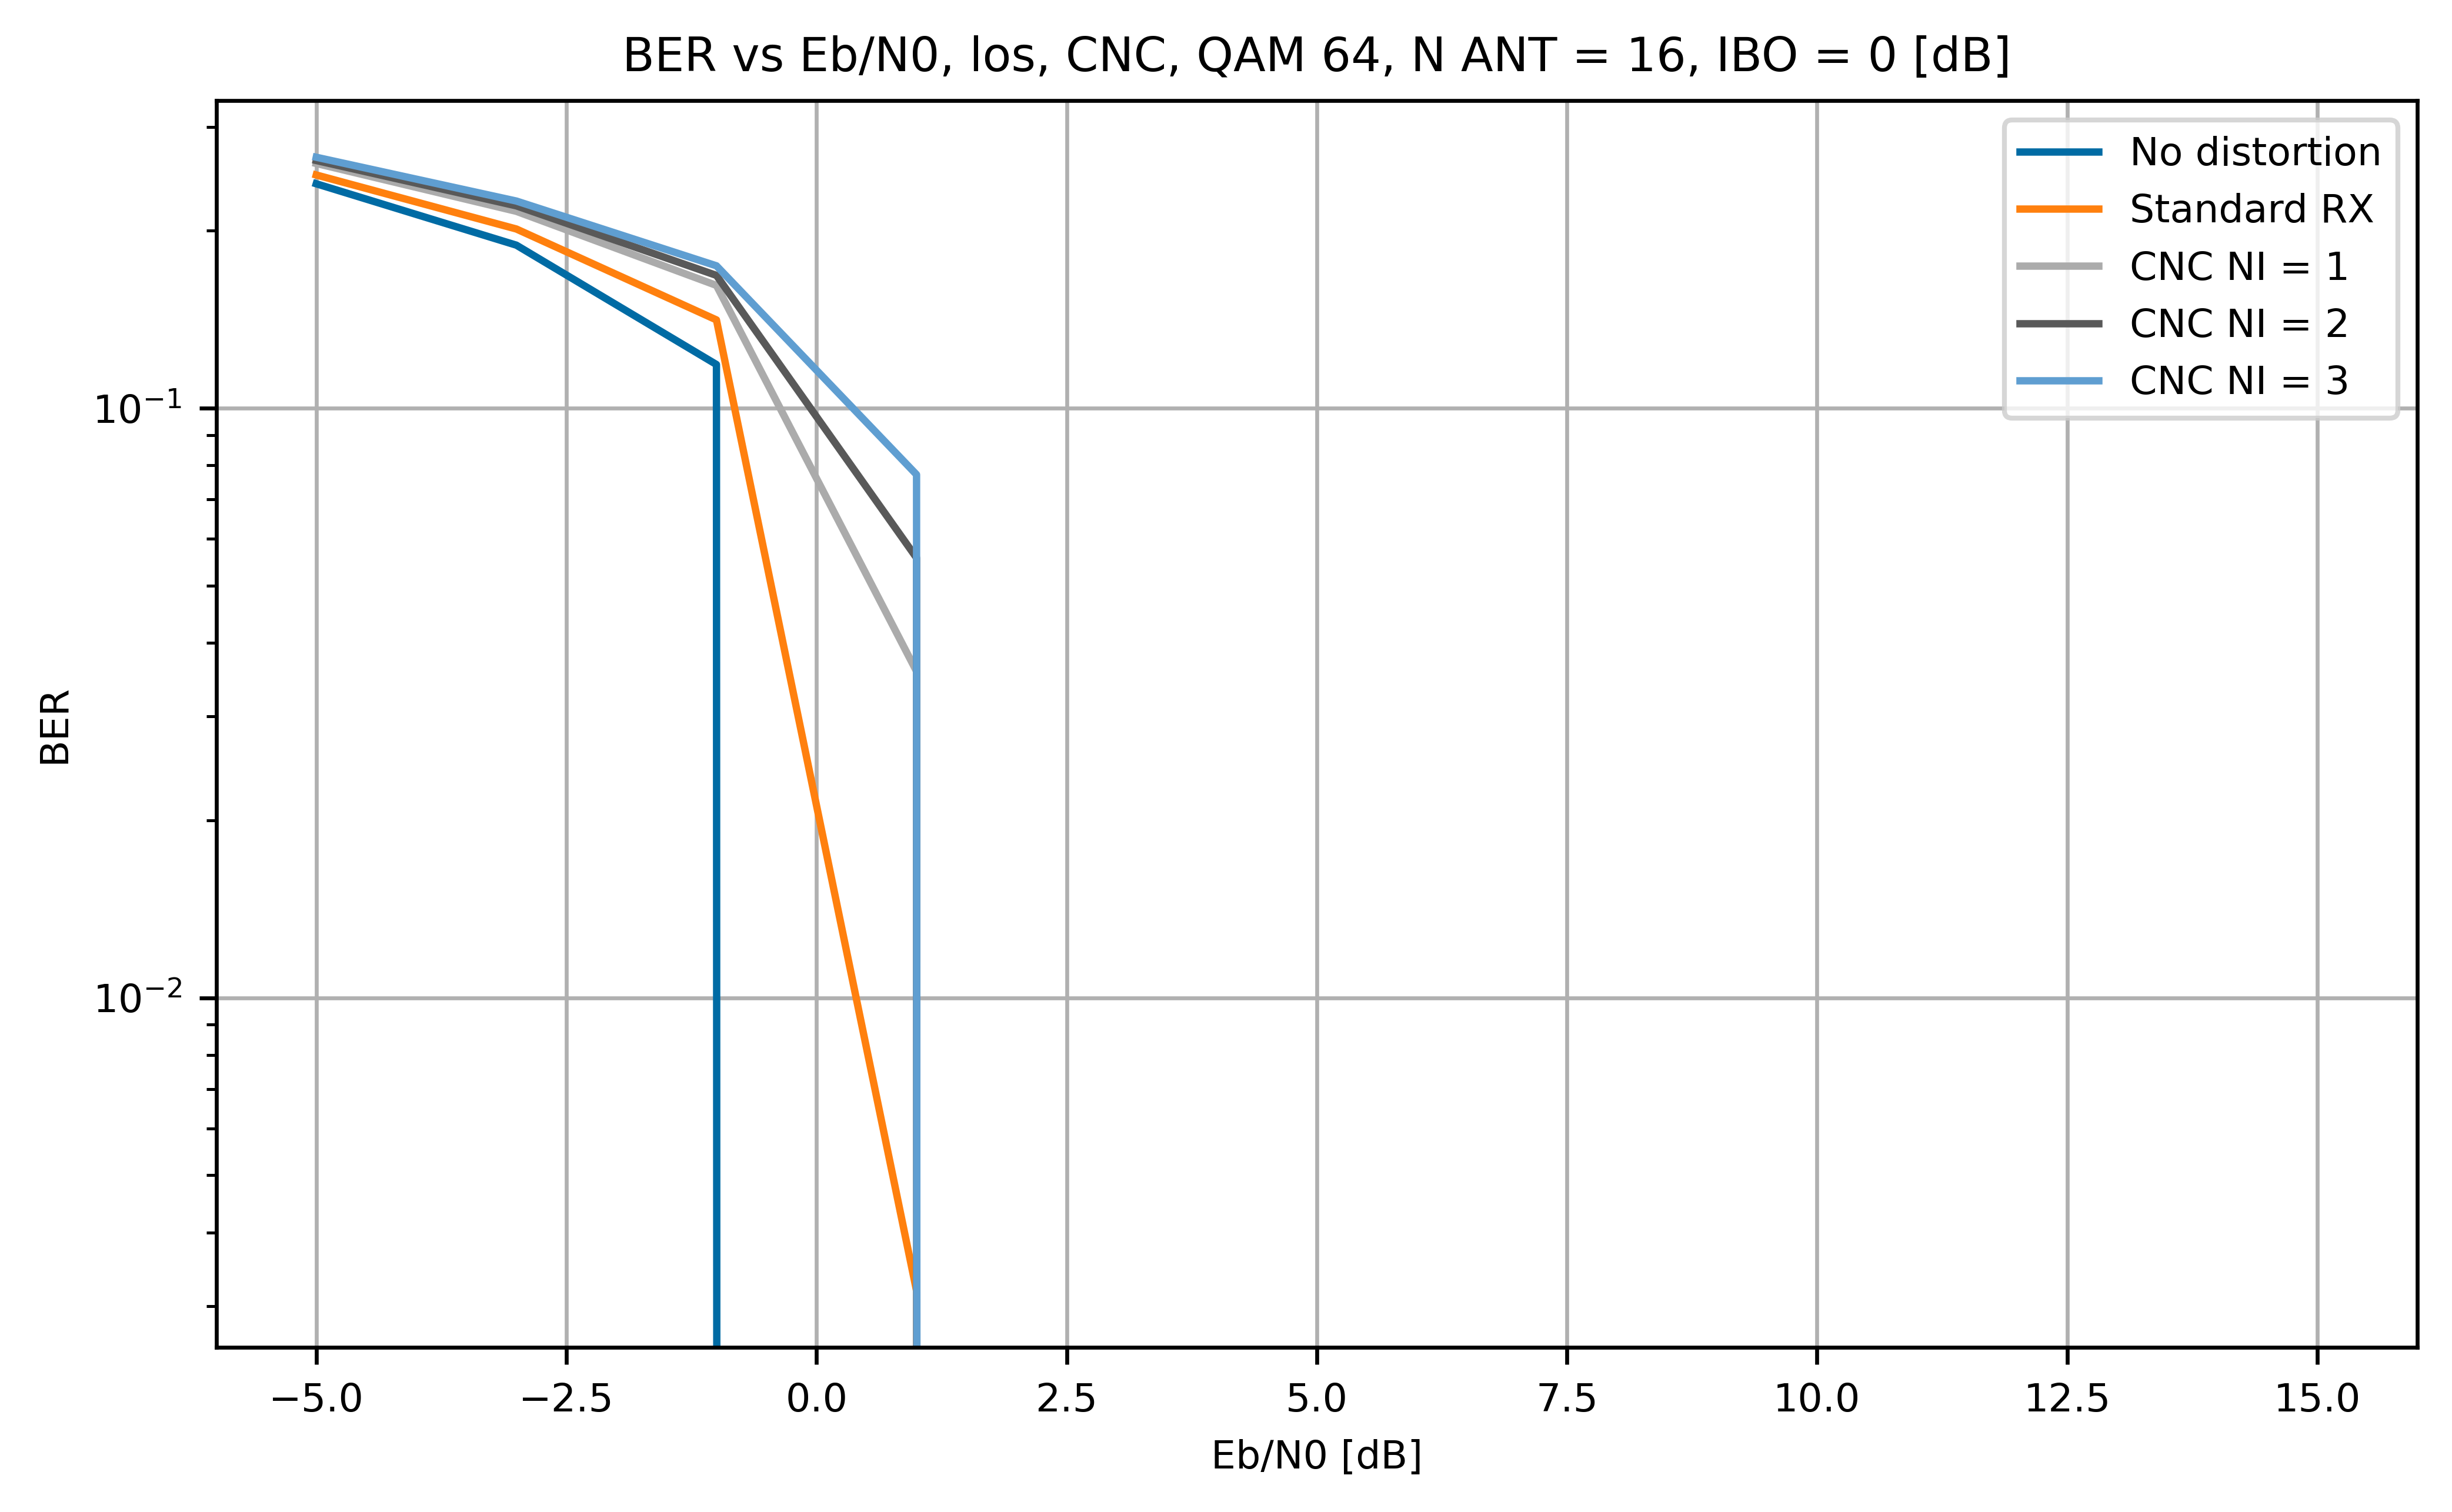 BER vs Eb/N0, los, CNC, QAM 64, N ANT = 16, IBO = 0 [dB]
No distortion
Standard RX
CNC NI = 1
CNC NI = 2
CNC NI = 3
10⁻¹
10⁻²
BER
−5.0 −2.5 0.0 2.5 5.0 7.5 10.0 12.5 15.0
Eb/N0 [dB]